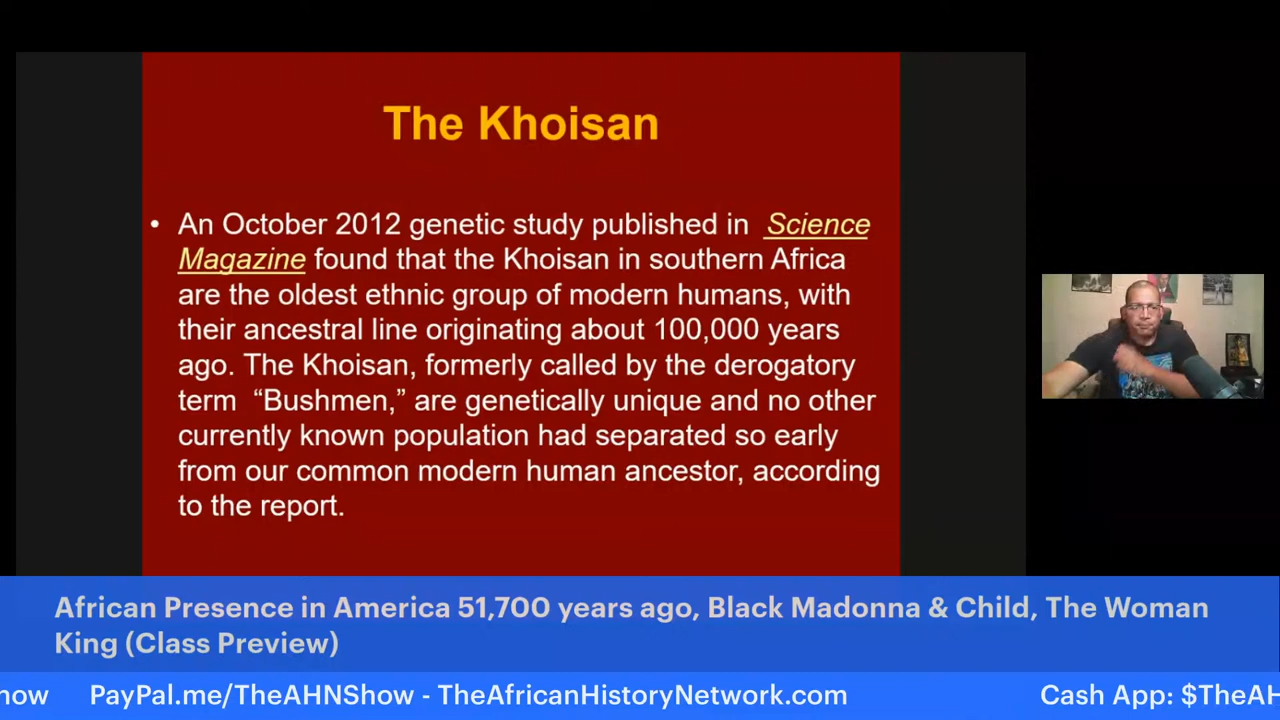 The Khoisan
• An October 2012 genetic study published in Science
Magazine found that the Khoisan in southern Africa
are the oldest ethnic group of modern humans, with
their ancestral line originating about 100,000 years
ago. The Khoisan, formerly called by the derogatory
term “Bushmen,” are genetically unique and no other
currently known population had separated so early
from our common modern human ancestor, according
to the report.
African Presence in America 51,700 years ago, Black Madonna & Child, The Woman
King (Class Preview)
how PayPal.me/TheAHNShow - TheAfricanHistoryNetwork.com Cash App: $TheAH